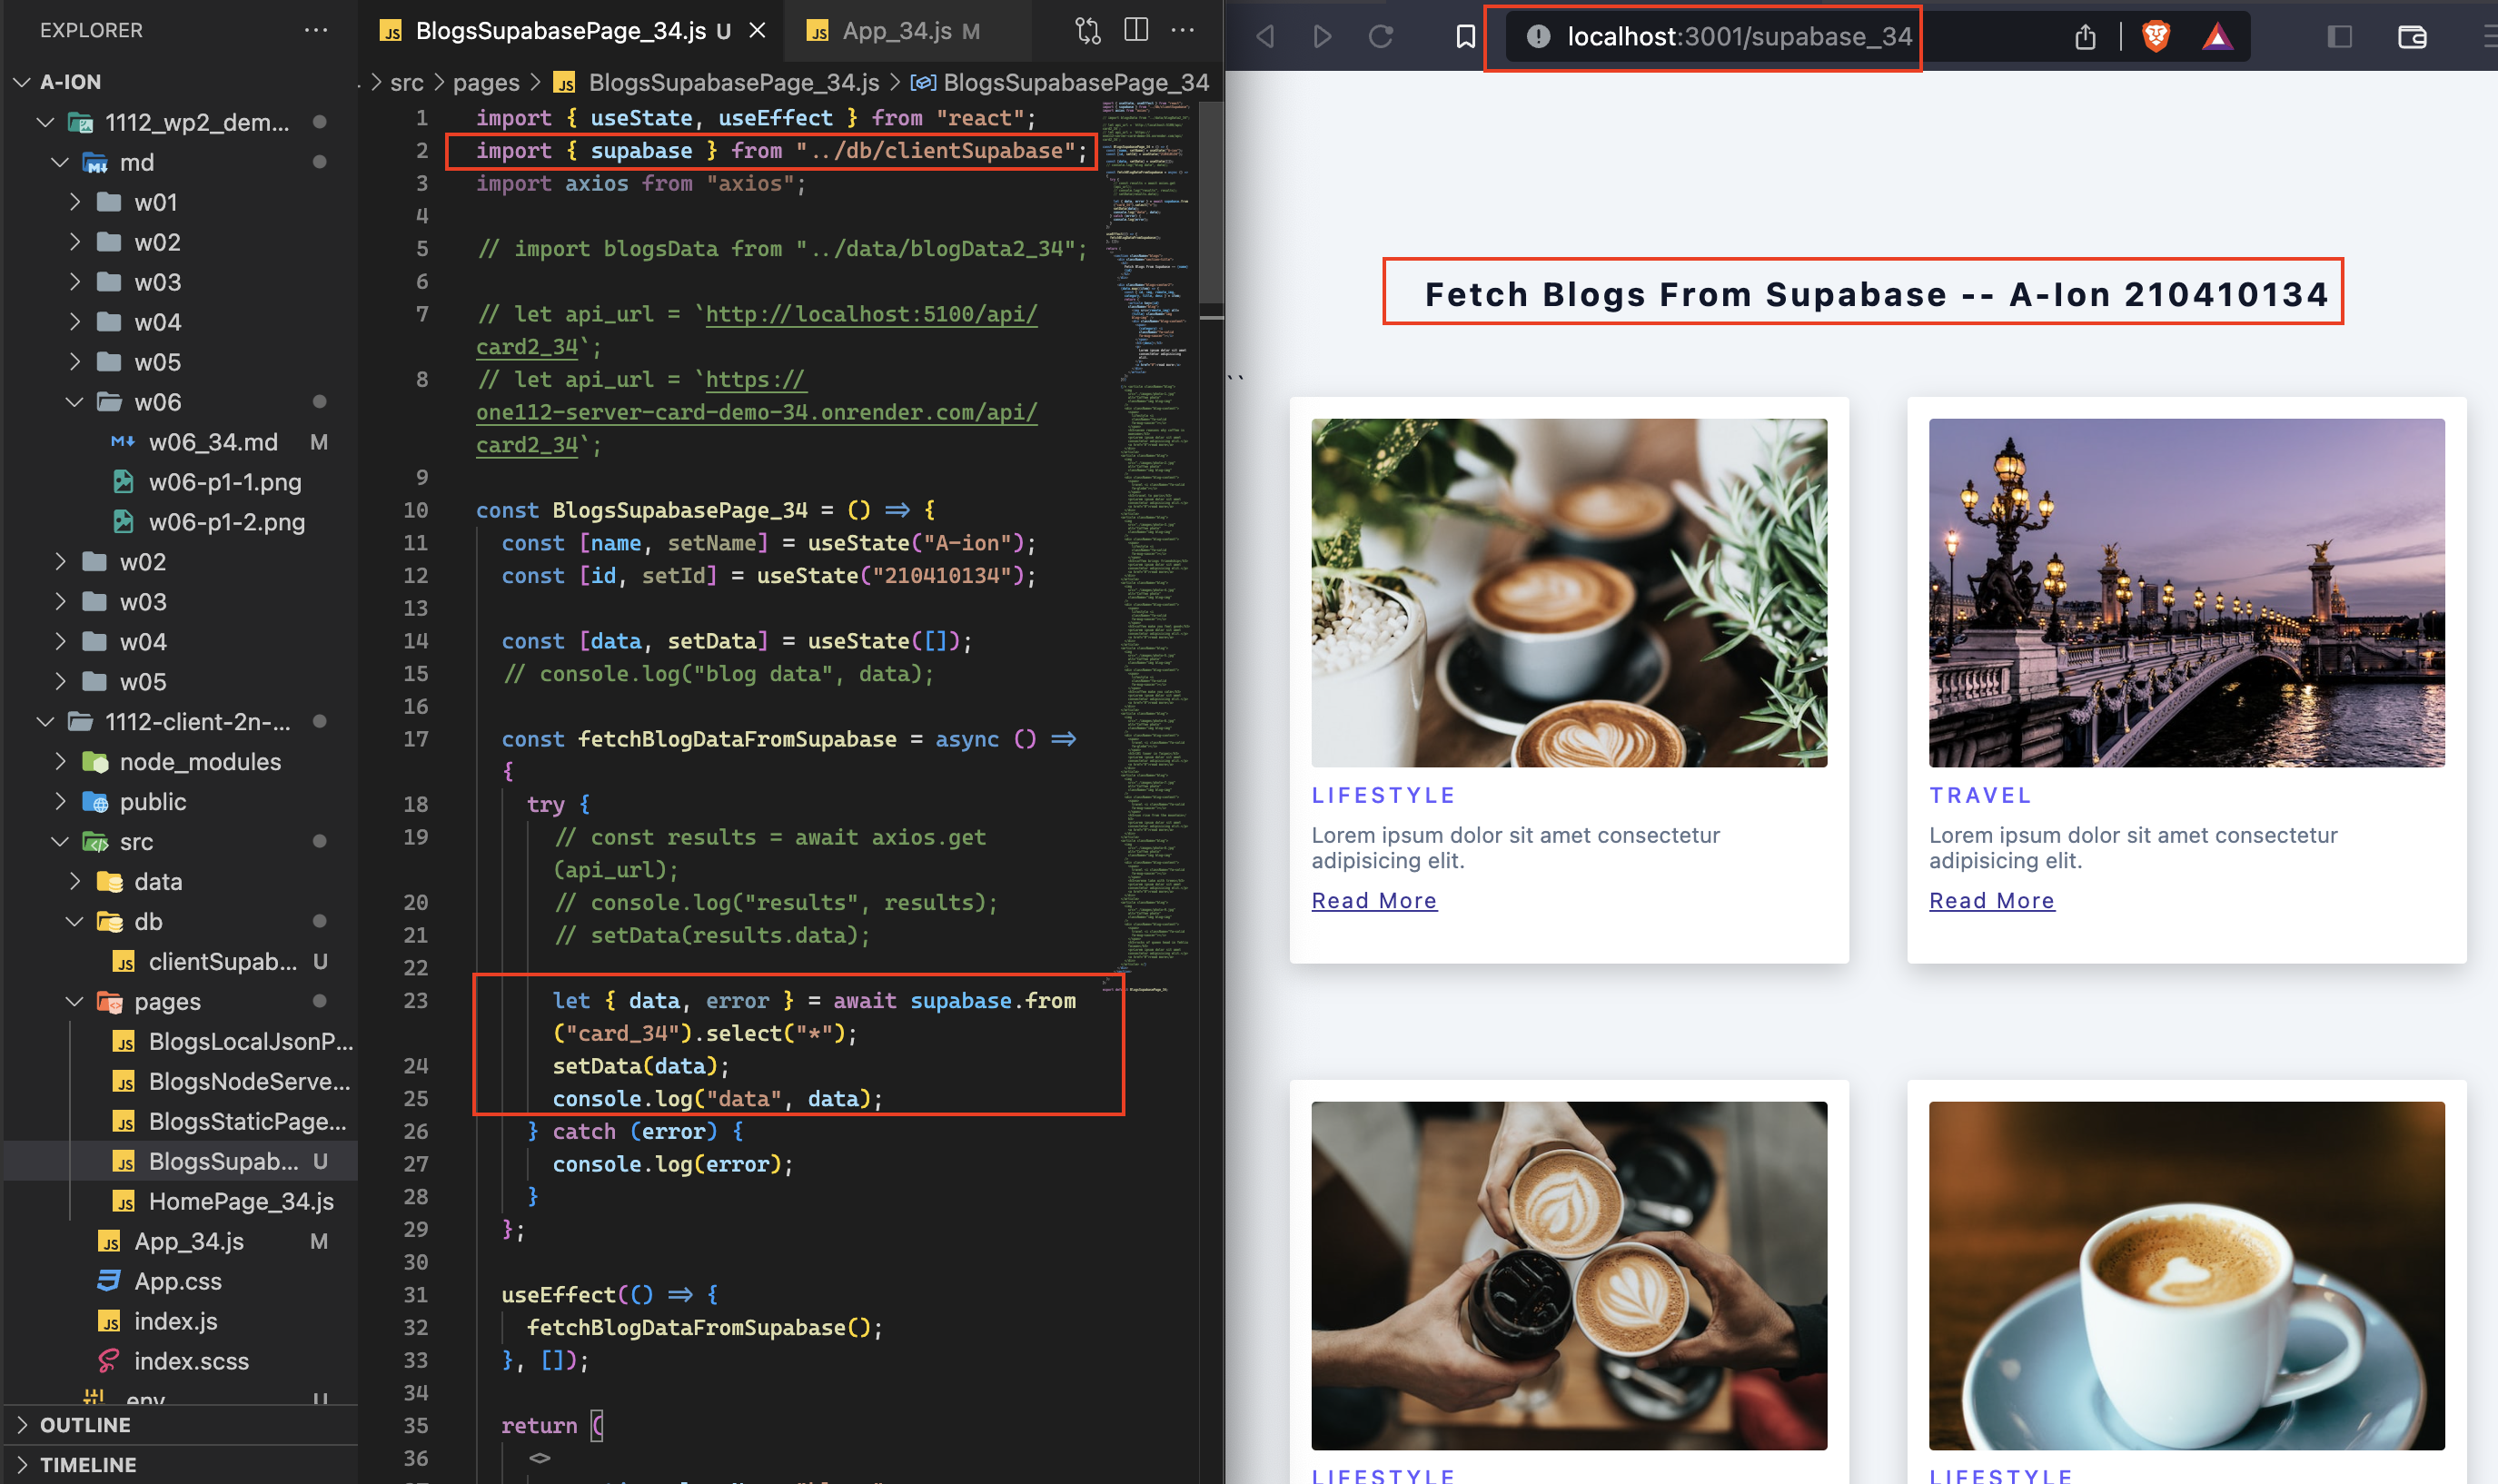 EXPLORER
A-ION
1112_wp2_dem...
md
w01
w02
w03
w04
w05
w06
w06_34.md M
w06-p1-1.png
w06-p1-2.png
w02
w03
w04
w05
1112-client-2n-...
node_modules
public
src
data
db
clientSupab... U
pages
BlogsLocalJsonP...
BlogsNodeServe...
BlogsStaticPage...
BlogsSupab... U
HomePage_34.js
App_34.js M
App.css
index.js
index.scss
.env U
OUTLINE
TIMELINE
BlogsSupabasePage_34.js U
App_34.js M
src > pages > BlogsSupabasePage_34.js > BlogsSupabasePage_34
1 import { useState, useEffect } from "react";
2 import { supabase } from "../db/clientSupabase";
3 import axios from "axios";
4
5 // import blogsData from "../data/blogData2_34";
6
7 // let api_url = `http://localhost:5100/api/
card2_34`;
8 // let api_url = `https://
one112-server-card-demo-34.onrender.com/api/
card2_34`;
9
10 const BlogsSupabasePage_34 = () => {
11 const [name, setName] = useState("A-ion");
12 const [id, setId] = useState("210410134");
13
14 const [data, setData] = useState([]);
15 // console.log("blog data", data);
16
17 const fetchBlogDataFromSupabase = async () =>
{
18 try {
19 // const results = await axios.get
(api_url);
20 // console.log("results", results);
21 // setData(results.data);
22
23 let { data, error } = await supabase.from
("card_34").select("*");
24 setData(data);
25 console.log("data", data);
26 } catch (error) {
27 console.log(error);
28 }
29 };
30
31 useEffect(() => {
32 fetchBlogDataFromSupabase();
33 }, []);
34
35 return (
36 <>
localhost:3001/supabase_34
Fetch Blogs From Supabase -- A-Ion 210410134
``
LIFESTYLE
Lorem ipsum dolor sit amet consectetur
adipisicing elit.
Read More
TRAVEL
Lorem ipsum dolor sit amet consectetur
adipisicing elit.
Read More
LIFESTYLE
LIFESTYLE